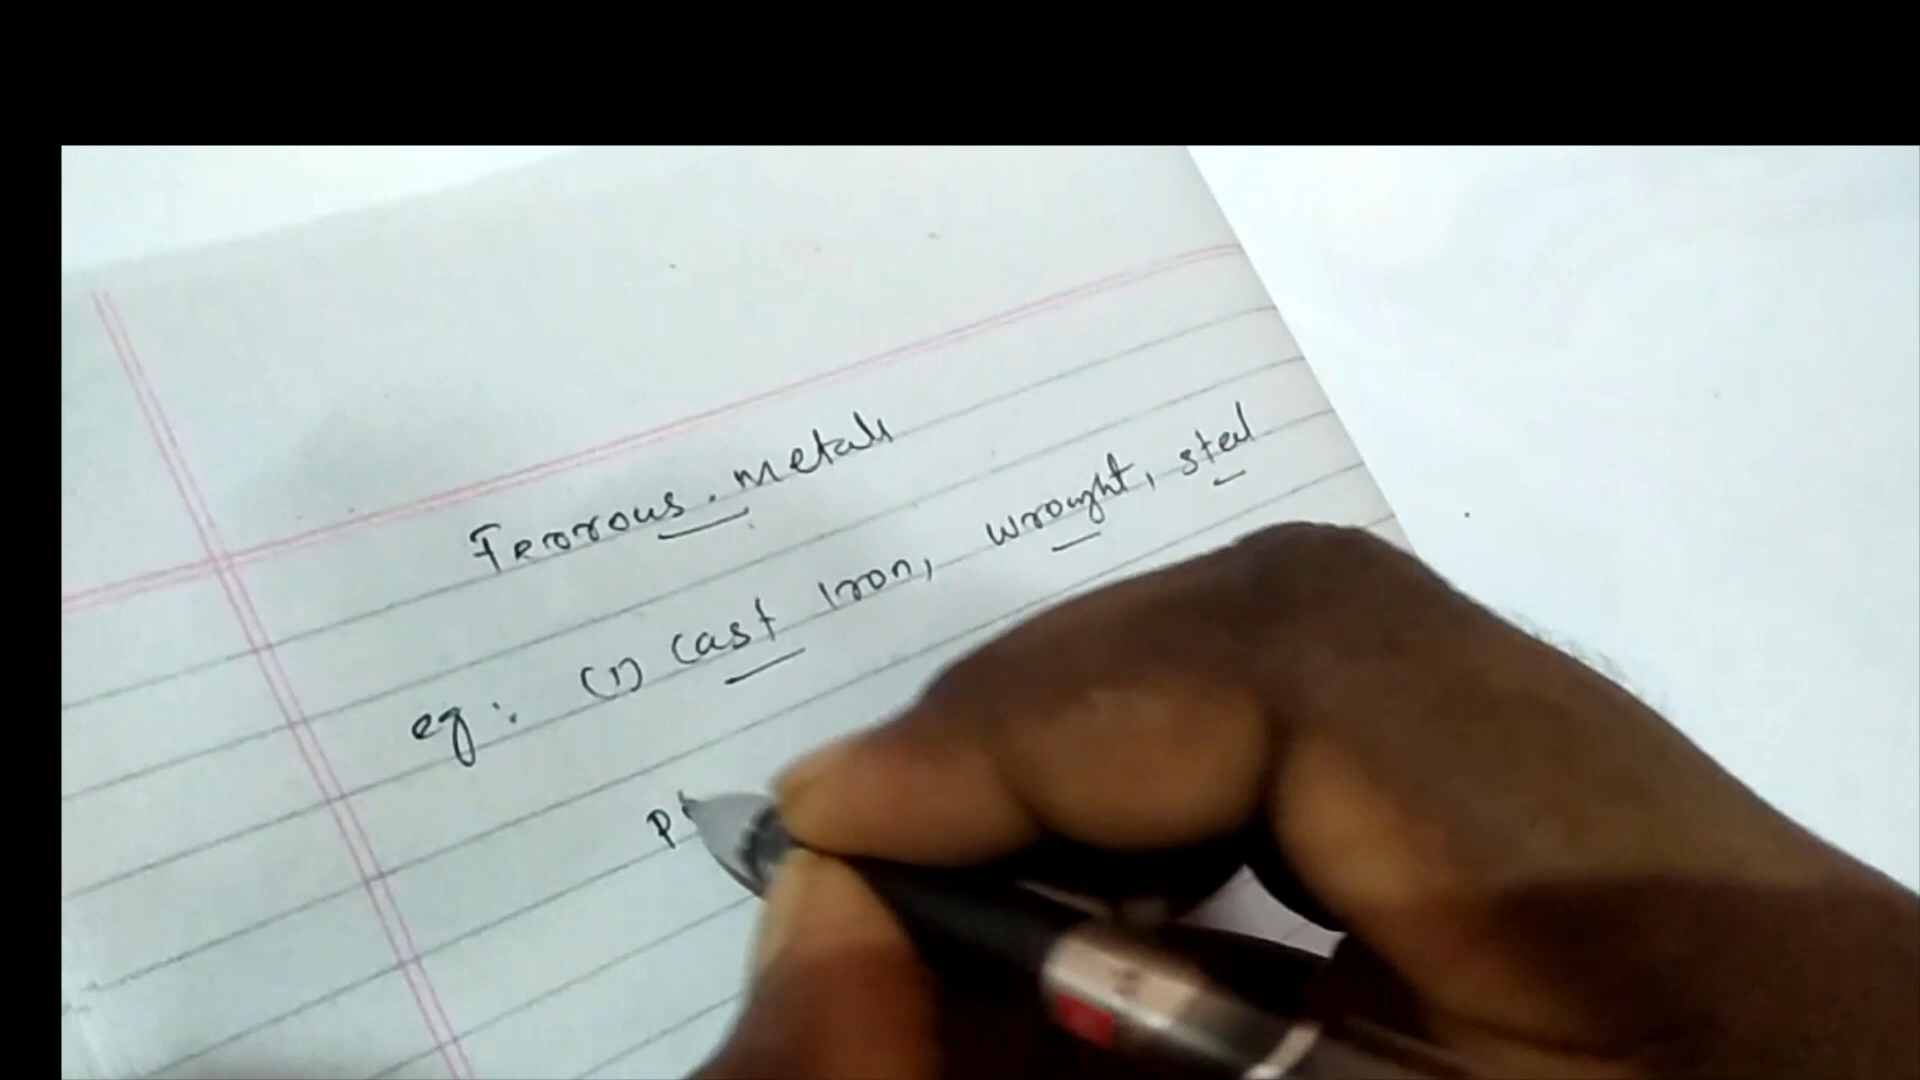 Ferrous metals
eg: (1) Cast Iron, wrought, steel
P